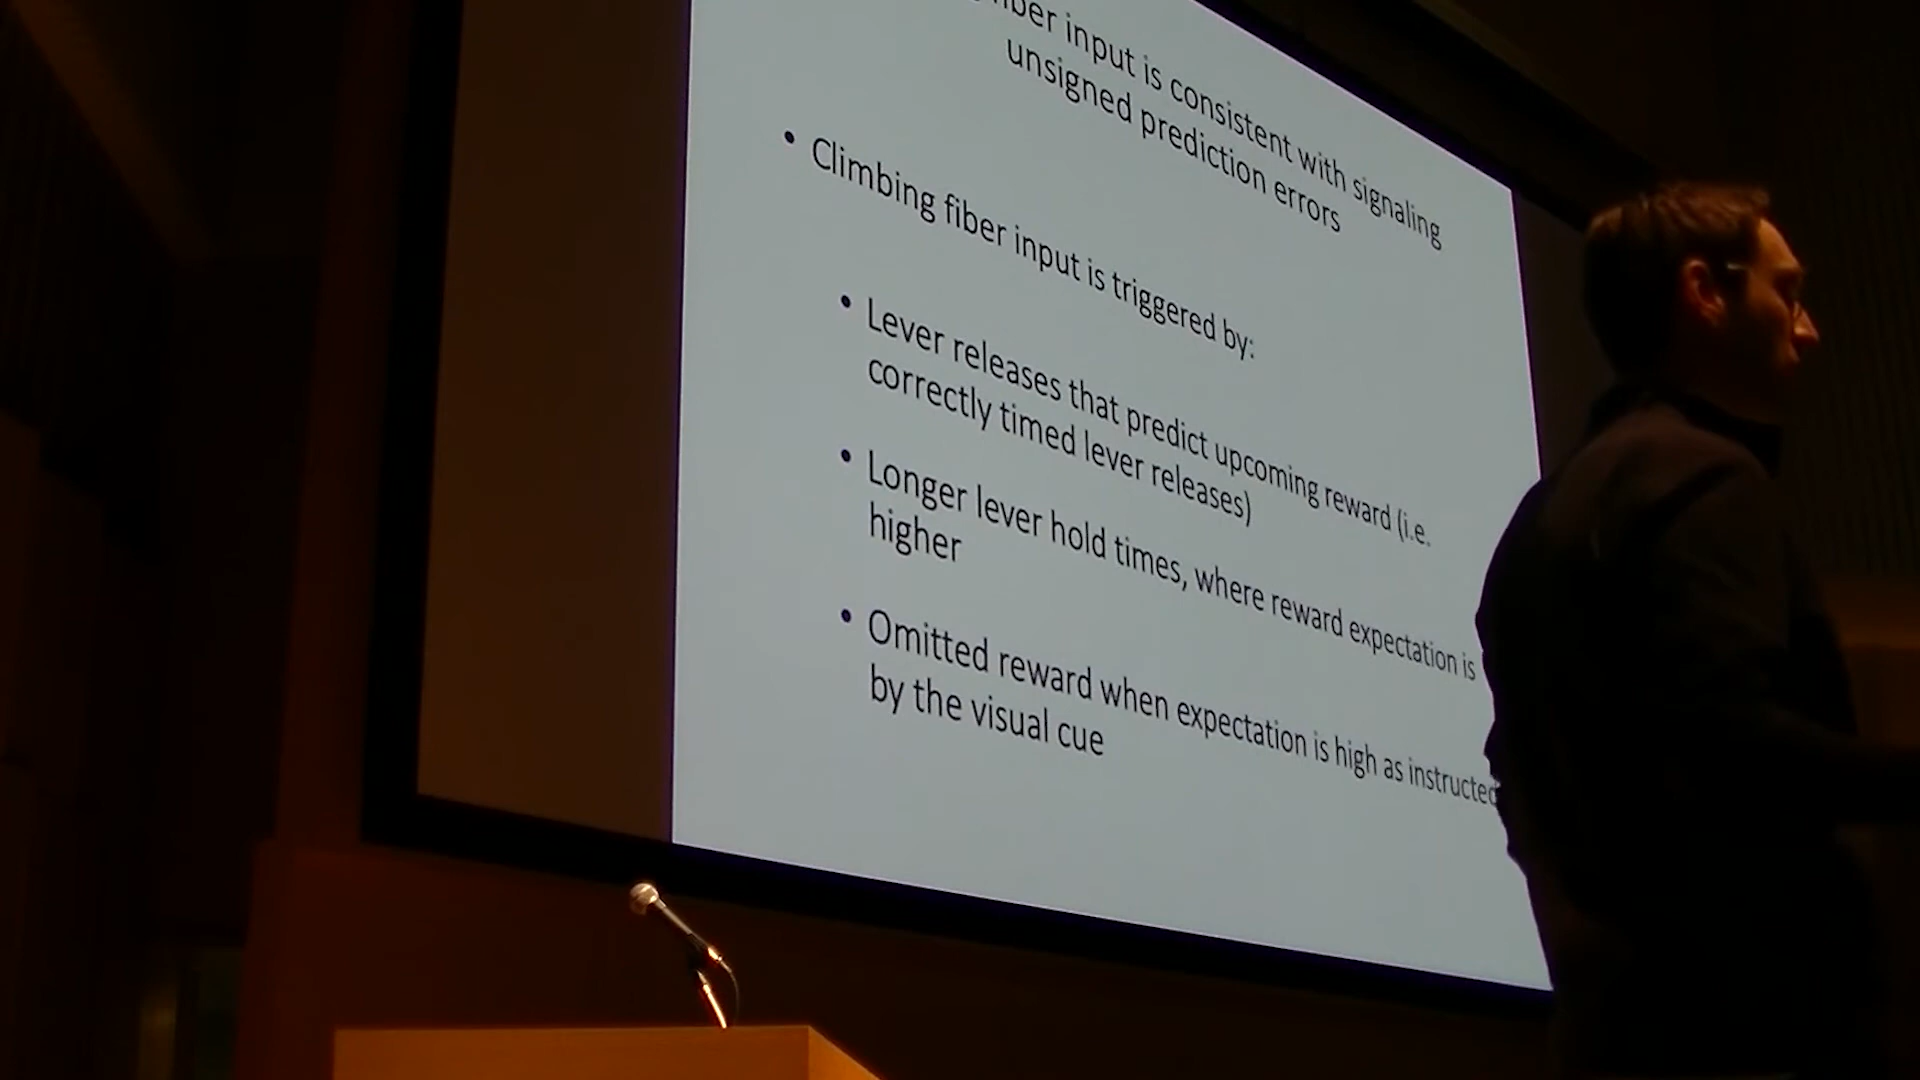 fiber input is consistent with signaling
unsigned prediction errors
• Climbing fiber input is triggered by:
• Lever releases that predict upcoming reward (i.e.
correctly timed lever releases)
• Longer lever hold times, where reward expectation is
higher
• Omitted reward when expectation is high as instructed
by the visual cue